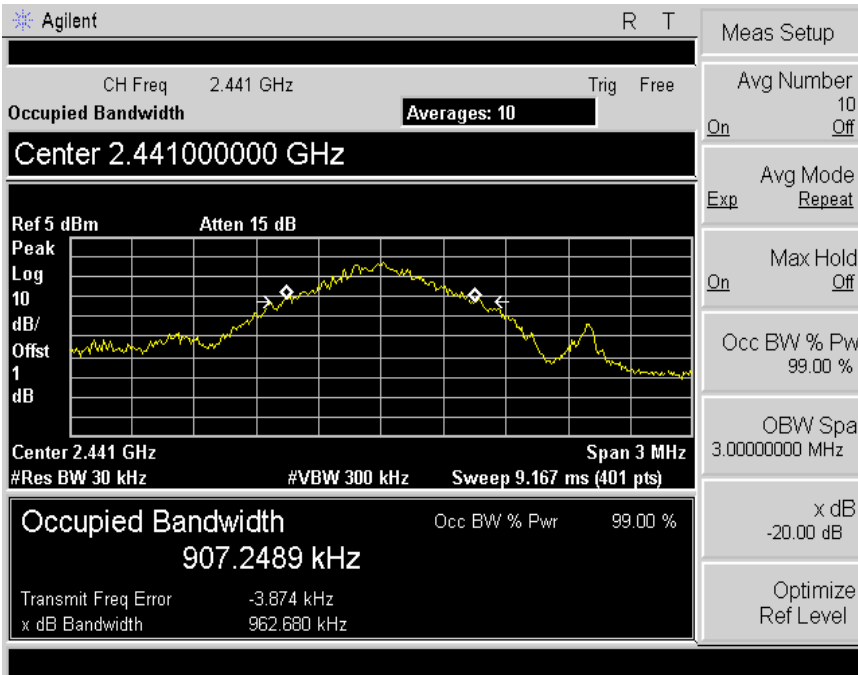 Agilent R T
CH Freq 2.441 GHz Trig Free
Occupied Bandwidth Averages: 10
Center 2.441000000 GHz
Ref 5 dBm Atten 15 dB
Peak
Log
10
dB/
Offst
1
dB
Center 2.441 GHz Span 3 MHz
#Res BW 30 kHz #VBW 300 kHz Sweep 9.167 ms (401 pts)
Occupied Bandwidth Occ BW % Pwr 99.00 %
907.2489 kHz
Transmit Freq Error -3.874 kHz
x dB Bandwidth 962.680 kHz
Meas Setup
Avg Number
10
On Off
Avg Mode
Exp Repeat
Max Hold
On Off
Occ BW % Pw
99.00 %
OBW Spa
3.00000000 MHz
x dB
-20.00 dB
Optimize
Ref Level